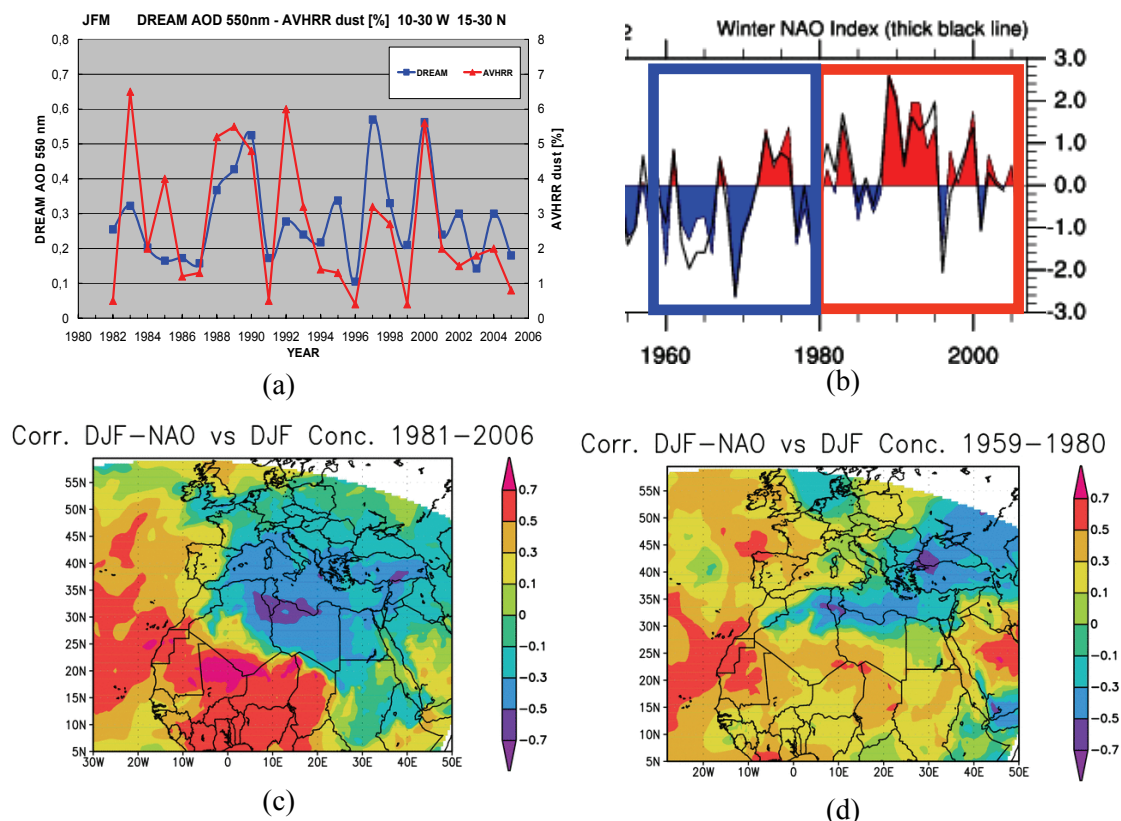 JFM DREAM AOD 550nm - AVHRR dust [%] 10-30 W 15-30 N
DREAM AVHRR
DREAM AOD 550 nm
0,8
0,7
0,6
0,5
0,4
0,3
0,2
0,1
0
8
7
6
5
4
3
2
1
0
AVHRR dust [%]
1980 1982 1984 1986 1988 1990 1992 1994 1996 1998 2000 2002 2004 2006
YEAR
(a)
Winter NAO Index (thick black line)
3.0
2.0
1.0
0.0
-1.0
-2.0
-3.0
1960 1980 2000
(b)
Corr. DJF-NAO vs DJF Conc. 1981-2006
55N
50N
45N
40N
35N
30N
25N
20N
15N
10N
5N
30W 20W 10W 0 10E 20E 30E 40E 50E
0.7
0.5
0.3
0.1
0
-0.1
-0.3
-0.5
-0.7
(c)
Corr. DJF-NAO vs DJF Conc. 1959-1980
55N
50N
45N
40N
35N
30N
25N
20N
15N
10N
5N
20W 10W 0 10E 20E 30E 40E 50E
0.7
0.5
0.3
0.1
0
-0.1
-0.3
-0.5
-0.7
(d)